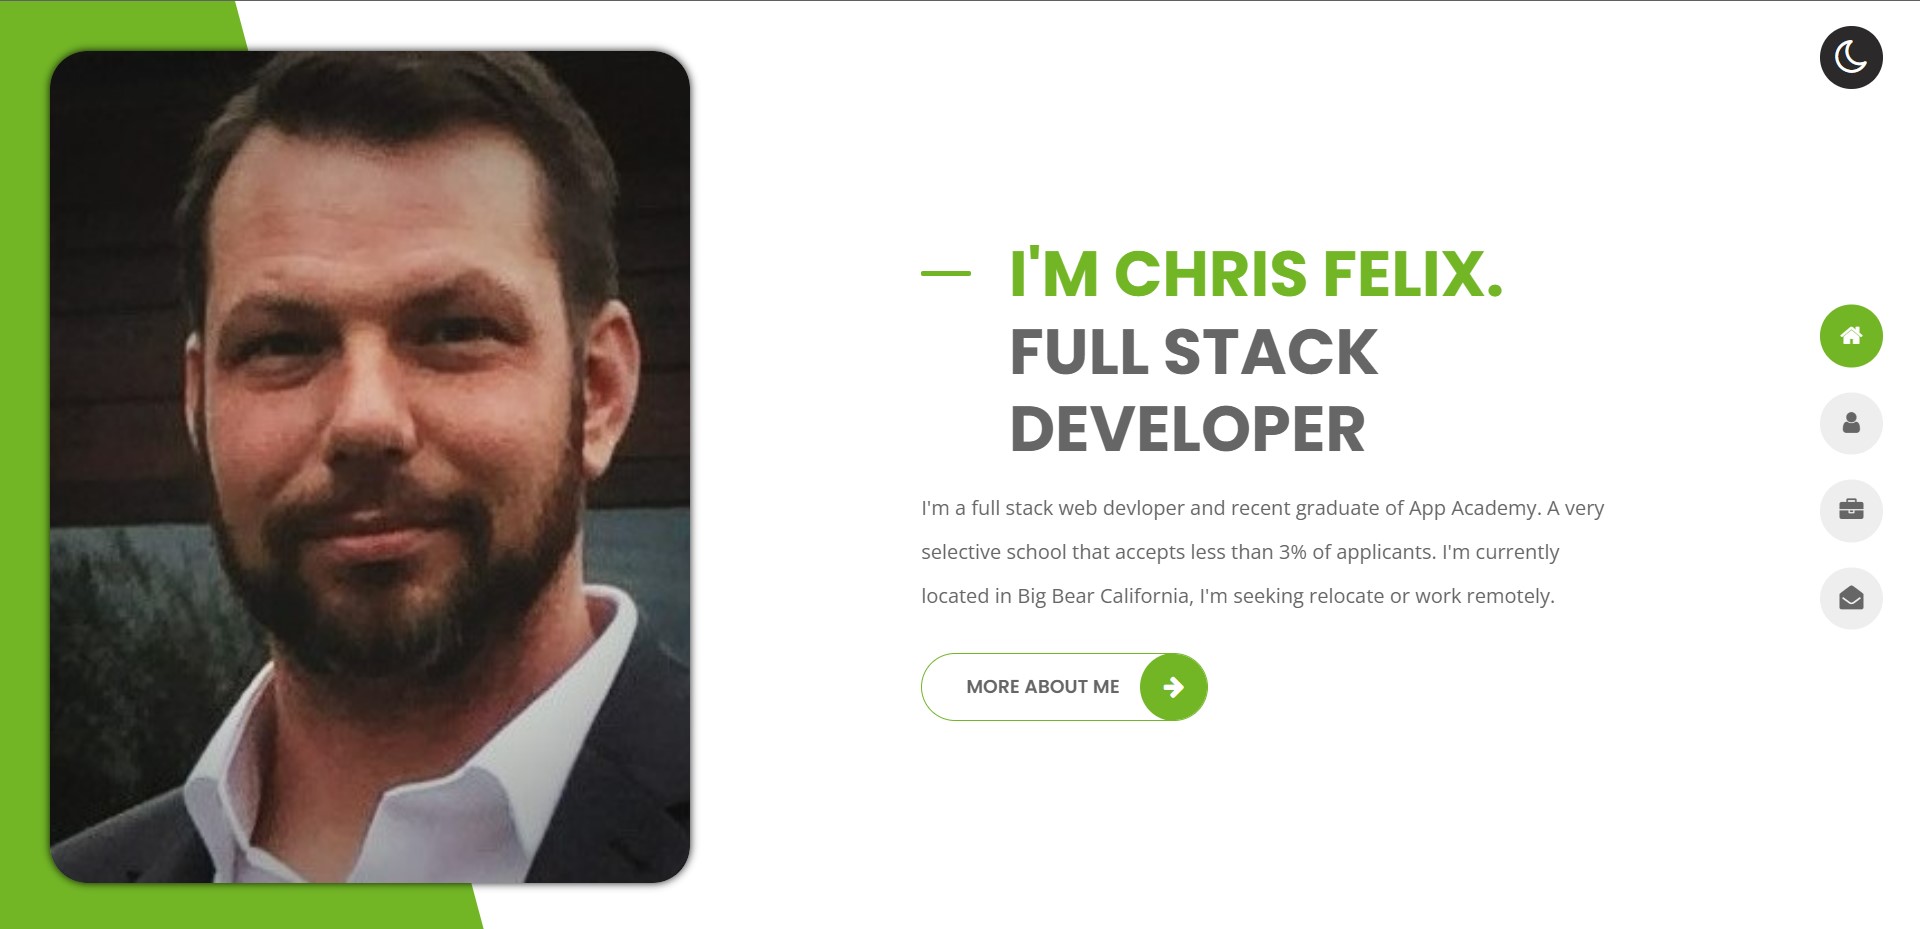 I'M CHRIS FELIX.
FULL STACK
DEVELOPER
I'm a full stack web devloper and recent graduate of App Academy. A very
selective school that accepts less than 3% of applicants. I'm currently
located in Big Bear California, I'm seeking relocate or work remotely.
MORE ABOUT ME